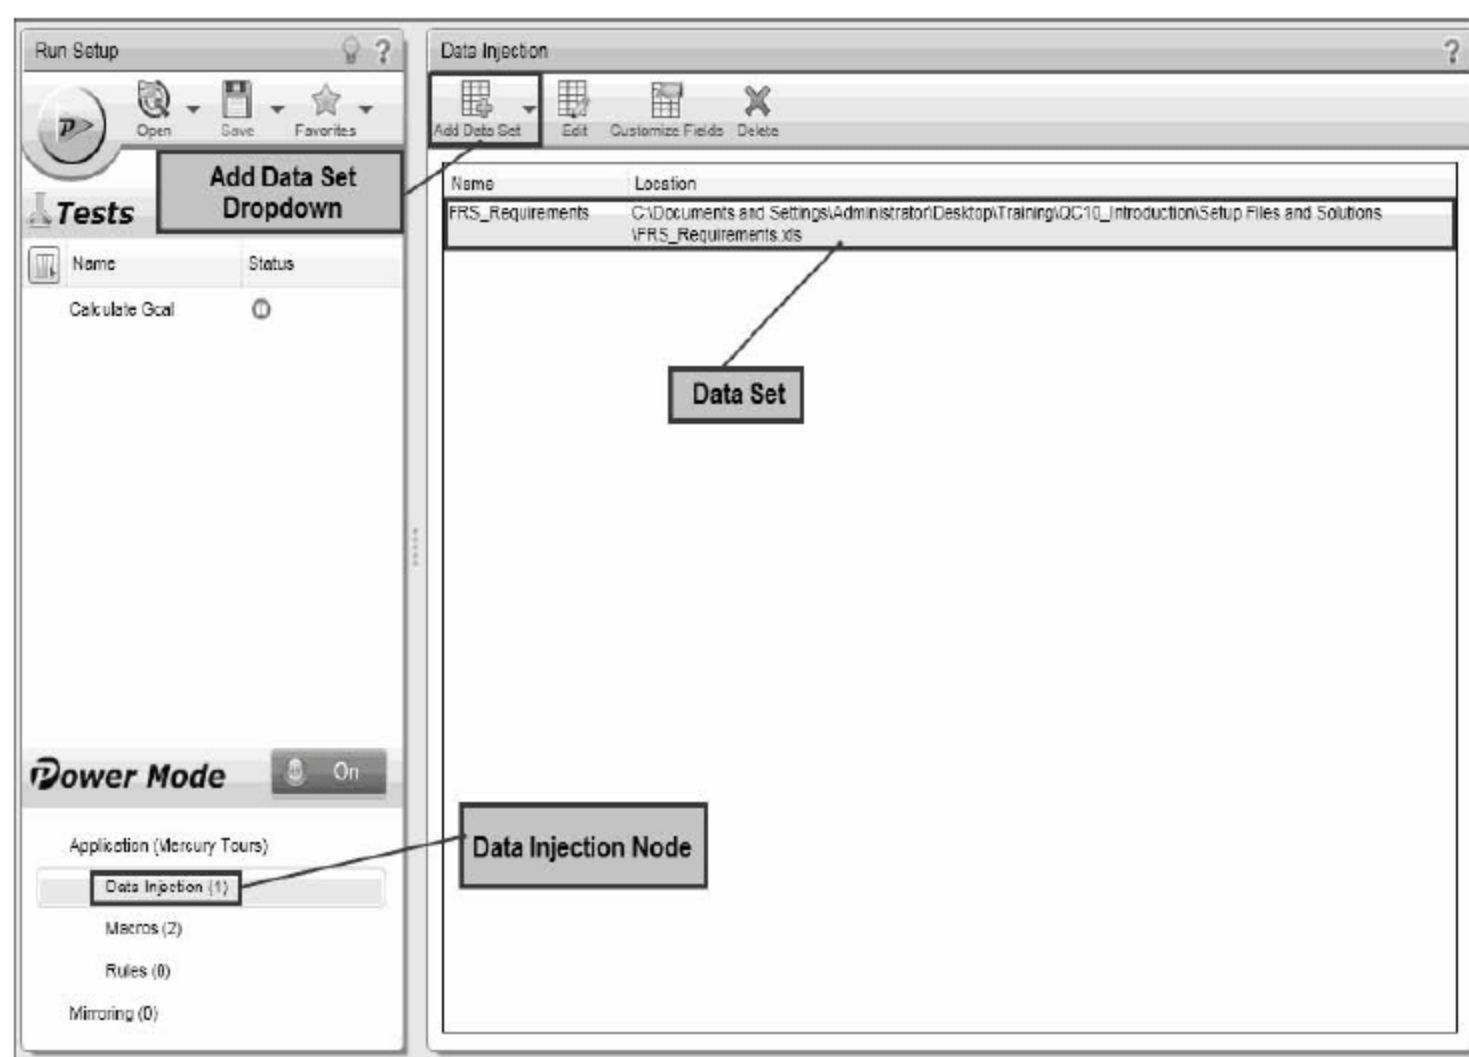 Run Setup
?
Open
Save
Favorites
Add Data Set
Dropdown
Tests
Name
Status
Calculate Goal
Power Mode
On
Application (Mercury Tours)
Data Injection (1)
Macros (2)
Rules (0)
Mirroring (0)
Data Injection
?
Add Data Set
Edit
Customize Fields
Delete
Name
Location
FRS_Requirements
C:\Documents and Settings\Administrator\Desktop\Training\QC10_Introduction\Setup Files and Solutions
\FRS_Requirements.xls
Data Set
Data Injection Node